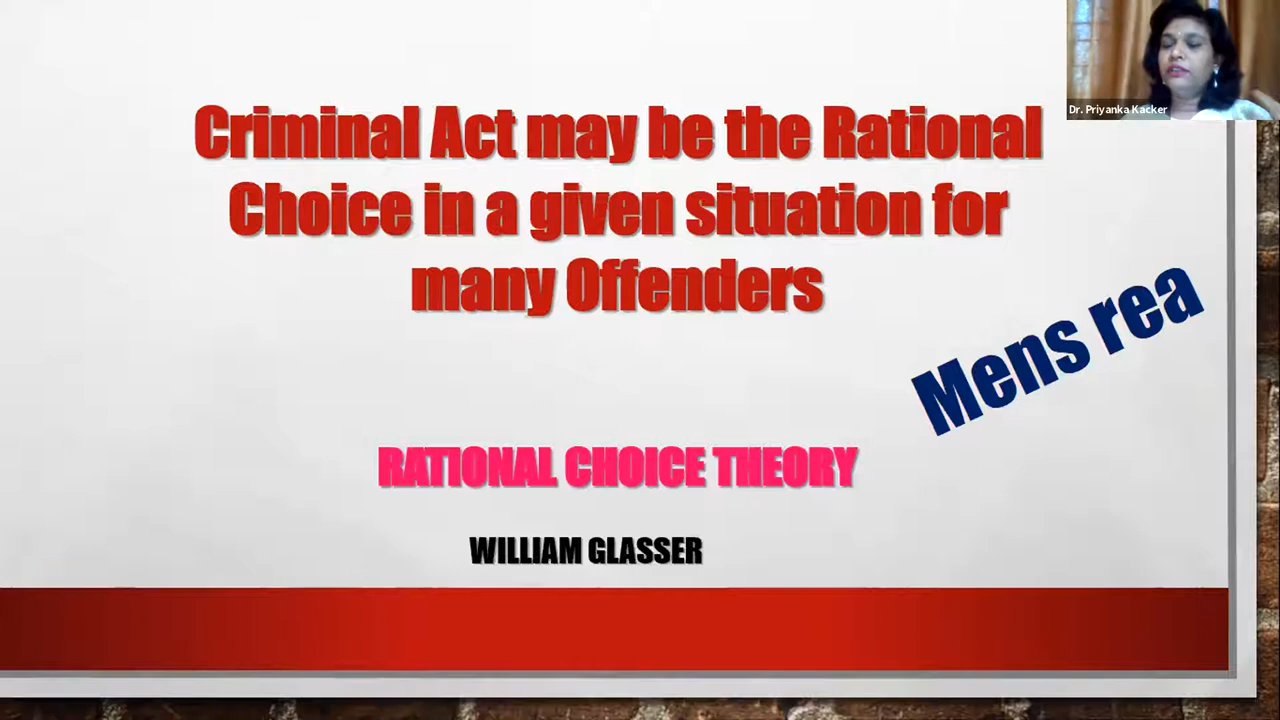 Dr. Priyanka Kacker
Criminal Act may be the Rational
Choice in a given situation for
many Offenders
Mens rea
RATIONAL CHOICE THEORY
WILLIAM GLASSER